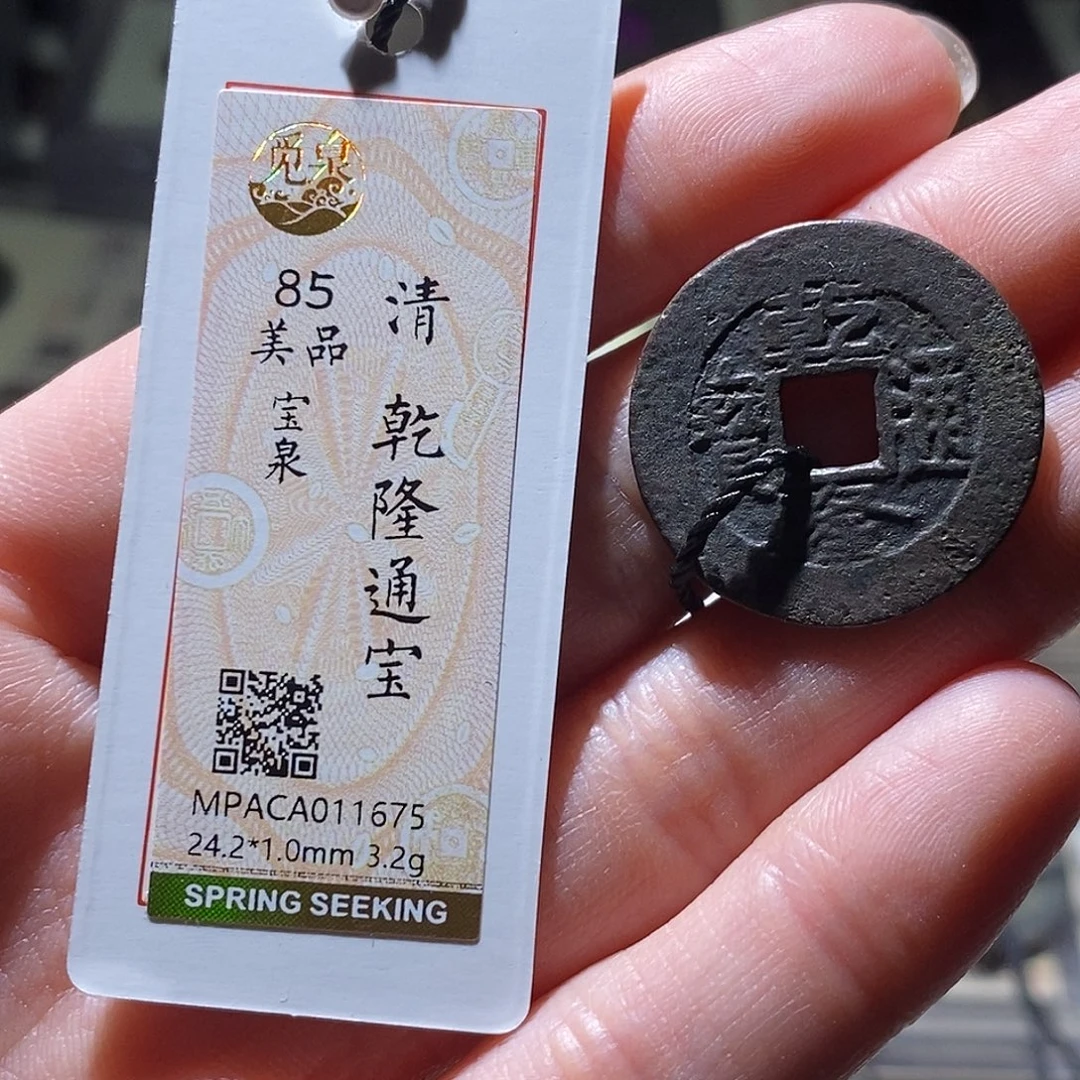 觅泉
85
美品
宝泉
清 乾隆通宝
MPACA011675
24.2*1.0mm 3.2g
SPRING SEEKING
乾隆通寳